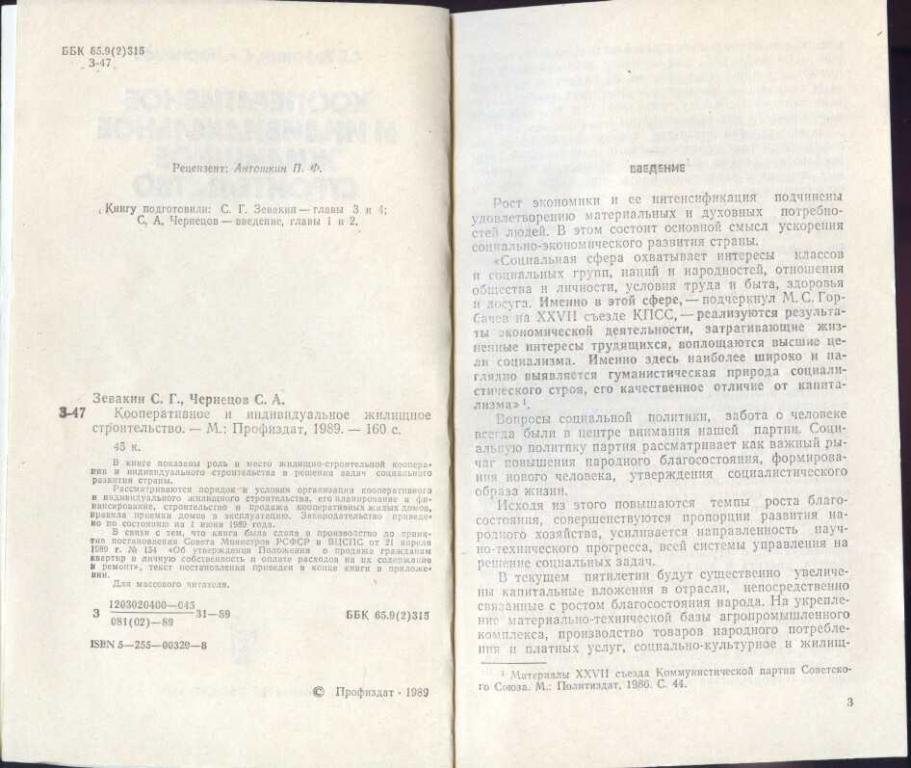 ББК 65.9(2)315
З-47
Рецензент: Антошкин П. Ф.
Книгу подготовили: С. Г. Зевакин — главы 3 и 4;
С. А. Чернецов — введение, главы 1 и 2.
Зевакин С. Г., Чернецов С. А.
З-47 Кооперативное и индивидуальное жилищное
строительство. — М.: Профиздат, 1989. — 160 с.
45 к.
В книге показаны роль и место жилищно-строительной коопера-
ции и индивидуального строительства в решении задач социального
развития страны.
Рассматриваются порядок и условия организации кооперативного
и индивидуального жилищного строительства, его планирование и фи-
нансирование, строительство и продажа кооперативных жилых домов,
правила приемки домов в эксплуатацию. Законодательство приведе-
но по состоянию на 1 июня 1989 года.
В связи с тем, что книга была сдана в производство до приня-
тия постановления Совета Министров РСФСР и ВЦСПС от 21 апреля
1989 г. № 134 «Об утверждении Положения о продаже гражданам
квартир в личную собственность и оплате расходов на их содержание
и ремонт», текст постановления приведен в конце книги в приложе-
нии.
Для массового читателя.
З 1203020400—045
081(02)—89 31—89 ББК 65.9(2)315
ISBN 5—255—00320—8
© Профиздат · 1989
ВВЕДЕНИЕ
Рост экономики и ее интенсификация подчинены
удовлетворению материальных и духовных потребно-
стей людей. В этом состоит основной смысл ускорения
социально-экономического развития страны.
«Социальная сфера охватывает интересы классов
и социальных групп, наций и народностей, отношения
общества и личности, условия труда и быта, здоровья
и досуга. Именно в этой сфере, — подчеркнул М. С. Гор-
бачев на XXVII съезде КПСС, — реализуются результа-
ты экономической деятельности, затрагивающие жиз-
ненные интересы трудящихся, воплощаются высшие це-
ли социализма. Именно здесь наиболее широко и на-
глядно выявляется гуманистическая природа социали-
стического строя, его качественное отличие от капита-
лизма»¹.
Вопросы социальной политики, забота о человеке
всегда были в центре внимания нашей партии. Соци-
альную политику партия рассматривает как важный ры-
чаг повышения народного благосостояния, формирова-
ния нового человека, утверждения социалистического
образа жизни.
Исходя из этого повышаются темпы роста благо-
состояния, совершенствуются пропорции развития на-
родного хозяйства, усиливается направленность науч-
но-технического прогресса, всей системы управления на
решение социальных задач.
В текущем пятилетии будут существенно увеличе-
ны капитальные вложения в отрасли, непосредственно
связанные с ростом благосостояния народа. На укрепле-
ние материально-технической базы агропромышленного
комплекса, производство товаров народного потребле-
ния и платных услуг, социально-культурное и жилищ-
¹ Материалы XXVII съезда Коммунистической партии Советско-
го Союза. М.: Политиздат, 1986. С. 44.
3